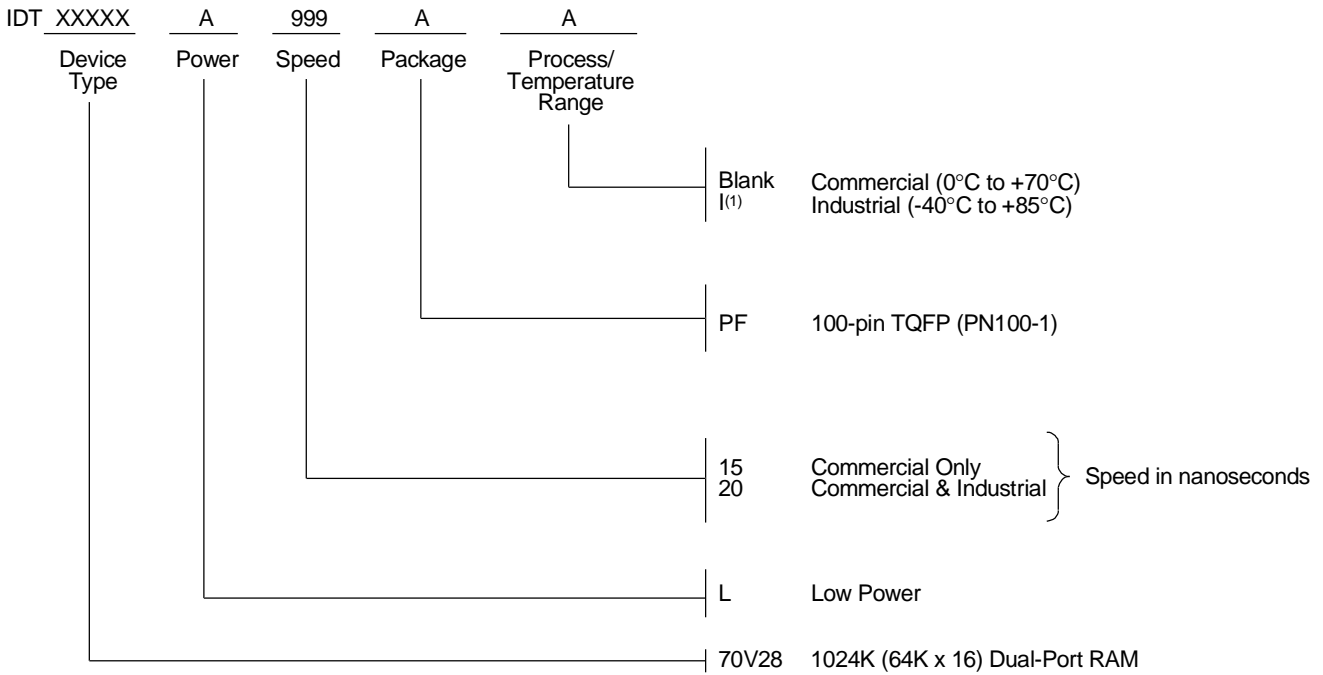 IDT XXXXX A 999 A A
Device Type Power Speed Package Process/ Temperature Range
Blank Commercial (0°C to +70°C)
I(1) Industrial (-40°C to +85°C)
PF 100-pin TQFP (PN100-1)
15 Commercial Only
20 Commercial & Industrial
Speed in nanoseconds
L Low Power
70V28 1024K (64K x 16) Dual-Port RAM